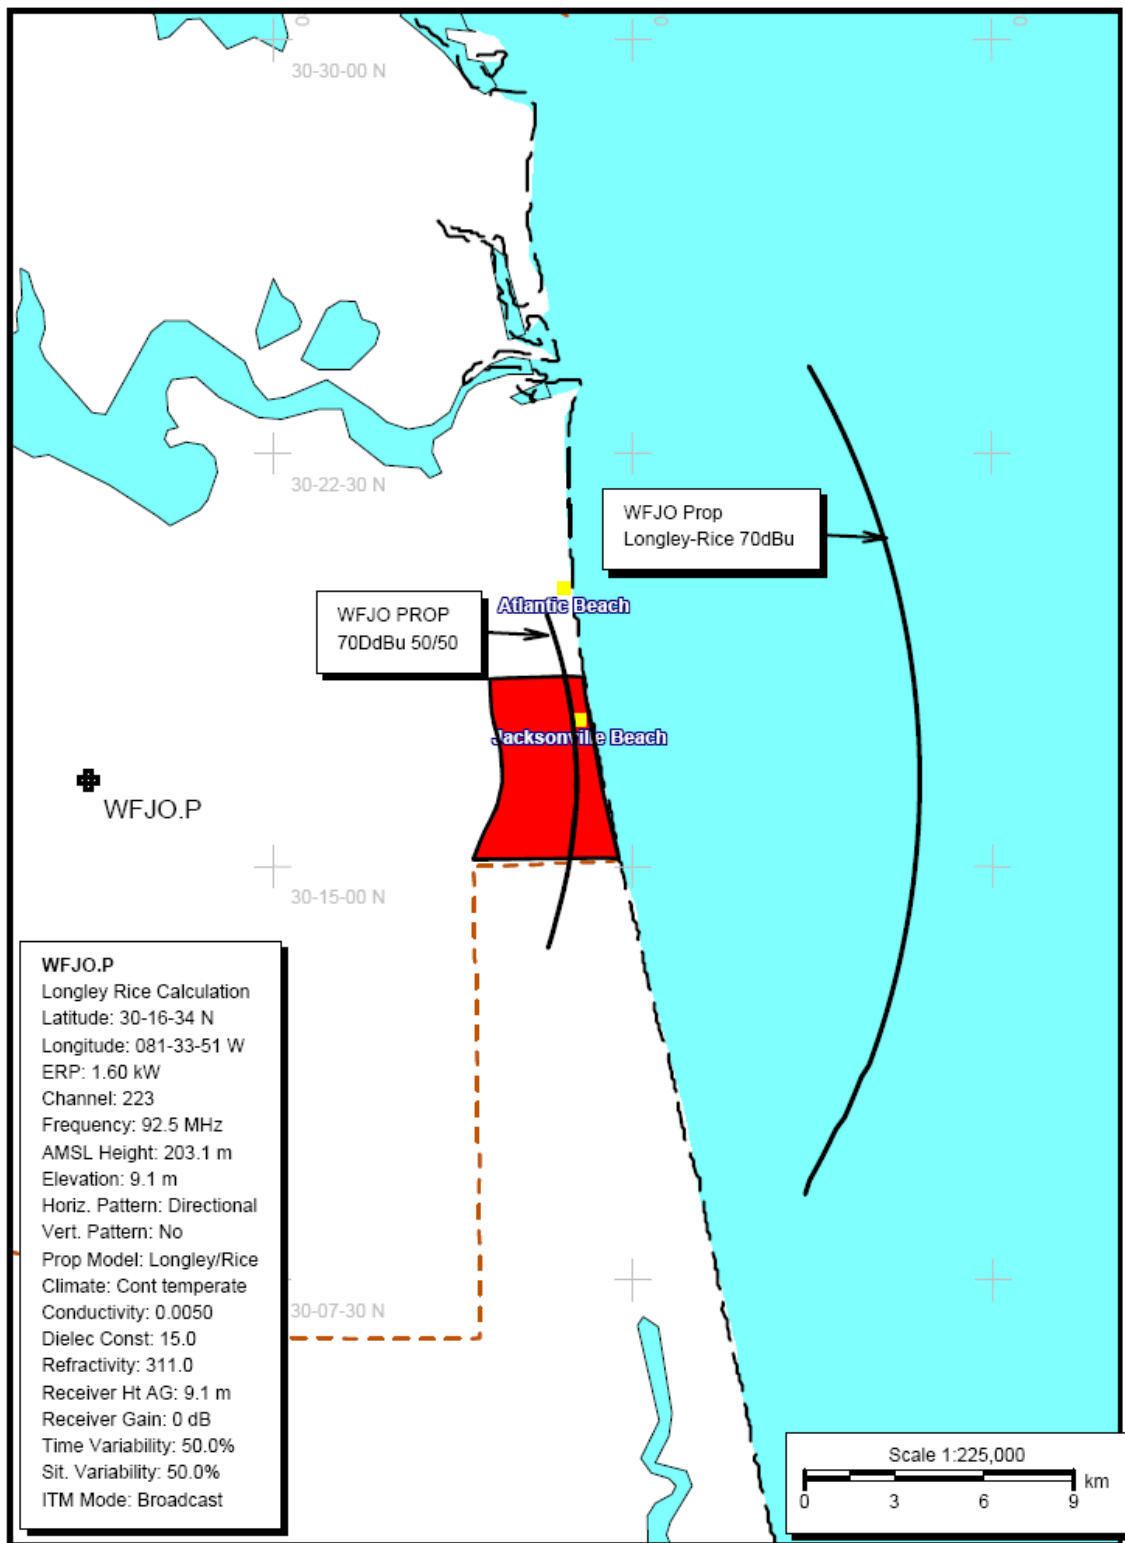 0
0
0
30-30-00 N
30-22-30 N
WFJO Prop
Longley-Rice 70dBu
WFJO PROP
70DdBu 50/50
Atlantic Beach
Jacksonville Beach
WFJO.P
30-15-00 N
WFJO.P
Longley Rice Calculation
Latitude: 30-16-34 N
Longitude: 081-33-51 W
ERP: 1.60 kW
Channel: 223
Frequency: 92.5 MHz
AMSL Height: 203.1 m
Elevation: 9.1 m
Horiz. Pattern: Directional
Vert. Pattern: No
Prop Model: Longley/Rice
Climate: Cont temperate
Conductivity: 0.0050
Dielec Const: 15.0
Refractivity: 311.0
Receiver Ht AG: 9.1 m
Receiver Gain: 0 dB
Time Variability: 50.0%
Sit. Variability: 50.0%
ITM Mode: Broadcast
30-07-30 N
Scale 1:225,000
0 3 6 9 km